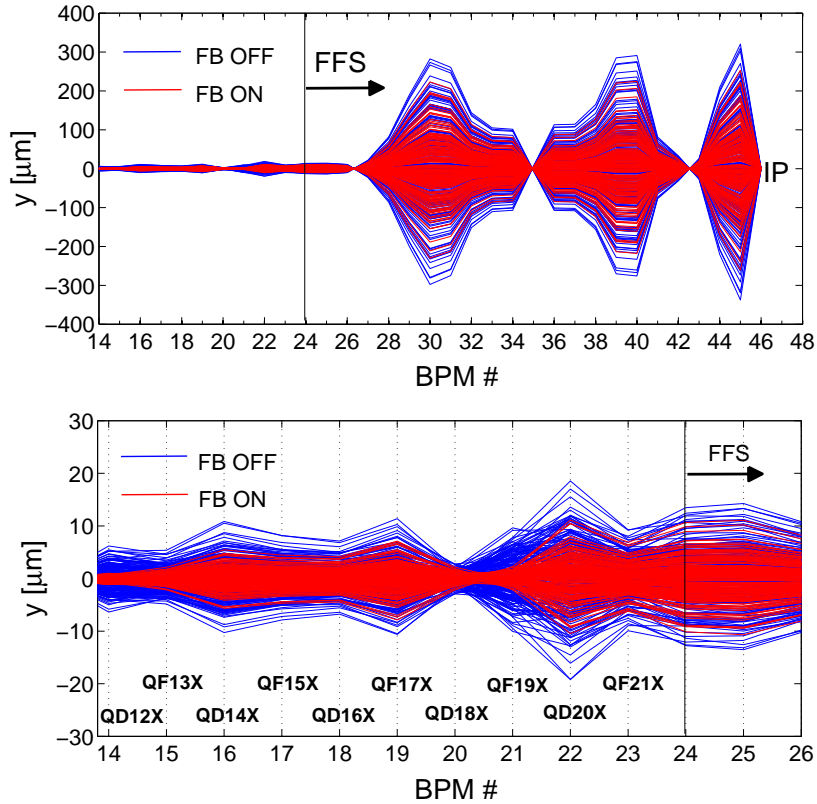 400
300
200
100
0
−100
−200
−300
−400
y [μm]
FB OFF
FB ON
FFS
IP
14 16 18 20 22 24 26 28 30 32 34 36 38 40 42 44 46 48
BPM #
30
20
10
0
−10
−20
−30
y [μm]
FB OFF
FB ON
FFS
QF13X QF15X QF17X QF19X QF21X
QD12X QD14X QD16X QD18X QD20X
14 15 16 17 18 19 20 21 22 23 24 25 26
BPM #